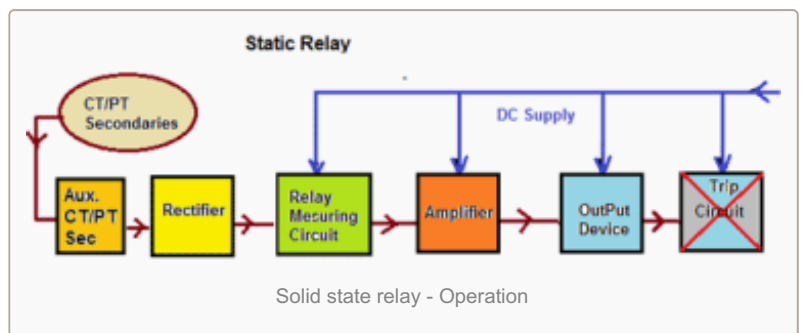 Static Relay
CT/PT
Secondaries
DC Supply
Aux.
CT/PT
Sec
Rectifier
Relay
Mesuring
Circuit
Amplifier
OutPut
Device
Trip
Circuit
Solid state relay - Operation